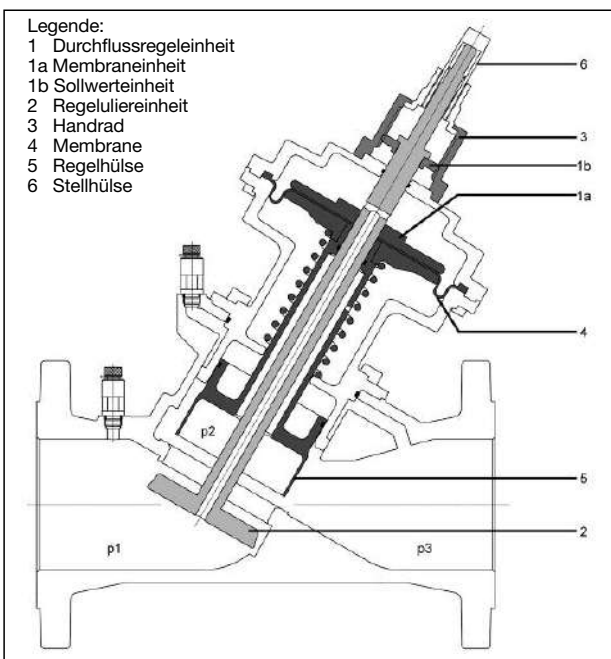 Legende:
1 Durchflussregeleinheit
1a Membraneinheit
1b Sollwerteinheit
2 Regululiereinheit
3 Handrad
4 Membrane
5 Regelhülse
6 Stellhülse
6
3
1b
1a
4
p2
5
2
p1
p3